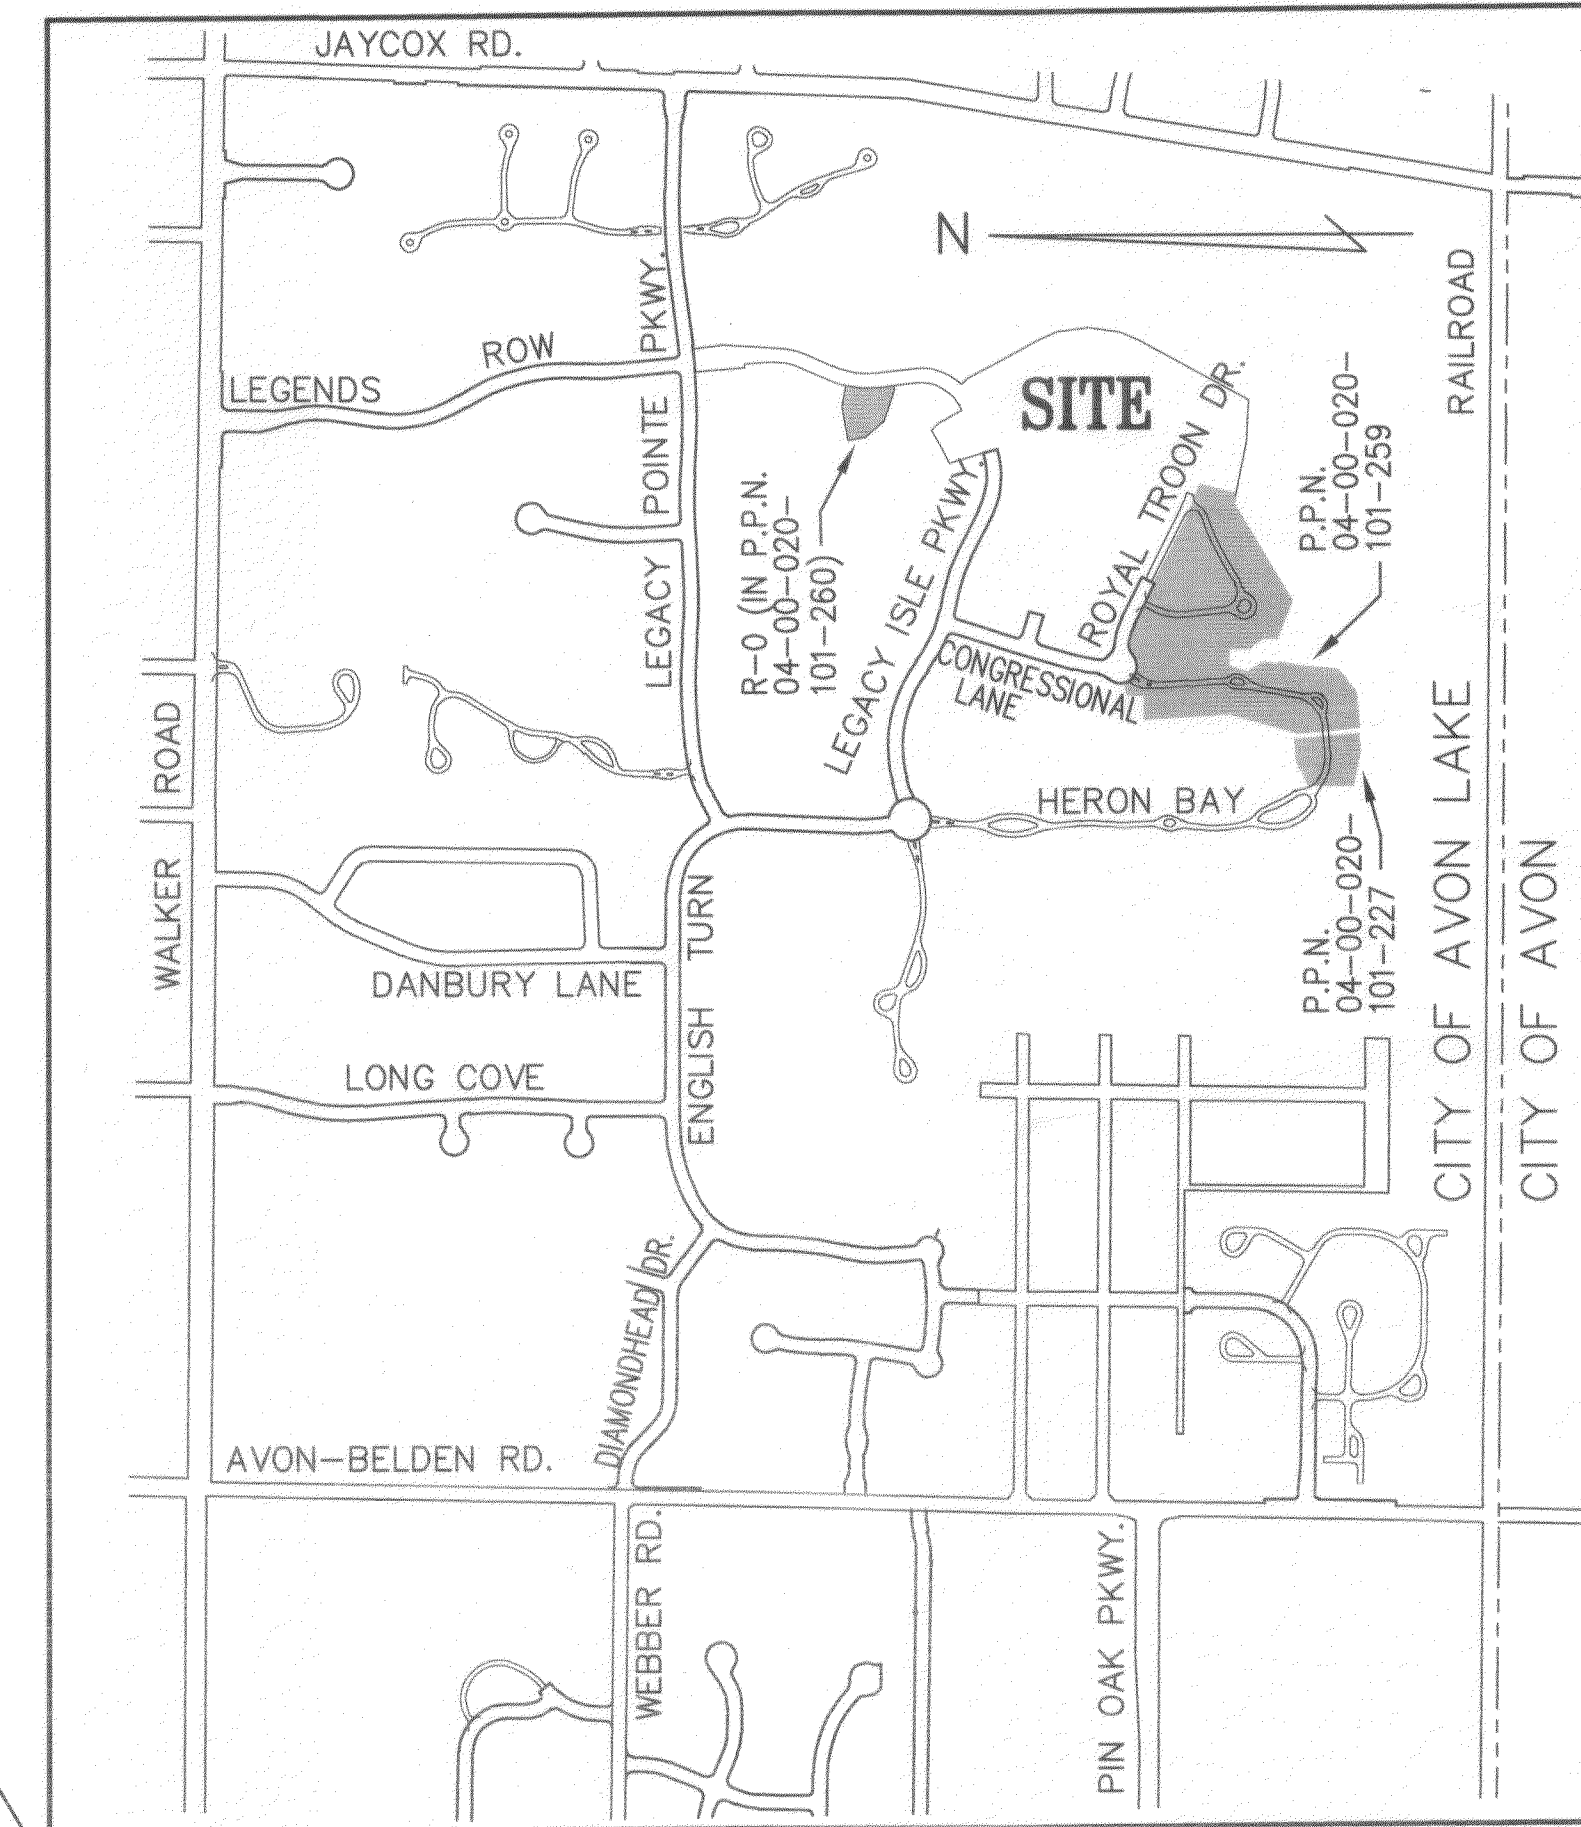 JAYCOX RD.
N
RAILROAD
PKWY.
ROW
LEGENDS
SITE
ROYAL TROON DR.
P.P.N.
04-00-020-
101-259
POINTE
LEGACY
R-0 (IN P.P.N.
04-00-020-
101-260)
LEGACY ISLE PKWY.
CONGRESSIONAL
LANE
WALKER ROAD
HERON BAY
P.P.N.
04-00-020-
101-227
CITY OF AVON LAKE
CITY OF AVON
DANBURY LANE
ENGLISH TURN
LONG COVE
DIAMONDHEAD DR.
AVON-BELDEN RD.
WEBBER RD.
PIN OAK PKWY.